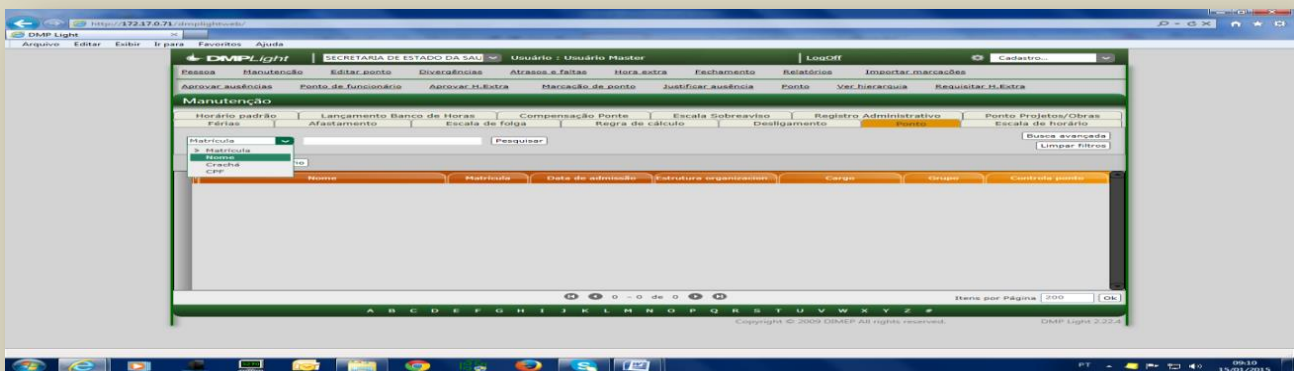 http://172.17.0.71/dmplightweb/
DMP Light
Arquivo Editar Exibir Ir para Favoritos Ajuda
DMPLight SECRETARIA DE ESTADO DA SAU Usuário : Usuário Master LogOff Cadastro...
Pessoa Manutenção Editar ponto Divergências Atrasos e faltas Hora extra Fechamento Relatórios Importar marcações
Aprovar ausências Ponto de funcionário Aprovar H.Extra Marcação de ponto Justificar ausência Ponto Ver hierarquia Requisitar H.Extra
Manutenção
Horário padrão Lançamento Banco de Horas Compensação Ponte Escala Sobreaviso Registro Administrativo Ponto Projetos/Obras
Férias Afastamento Escala de folga Regra de cálculo Desligamento Ponto Escala de horário
Matrícula Pesquisar Busca avançada
> Matrícula Limpar filtros
Nome
Crachá
CPF
Nome Matrícula Data de admissão Estrutura organizacion. Cargo Grupo Controla ponto
0 - 0 de 0 Itens por Página 200 Ok
A B C D E F G H I J K L M N O P Q R S T U V W X Y Z #
Copyright © 2009 DIMEP All rights reserved. DMP Light 2.22.4
PT 09:10
15/01/2015